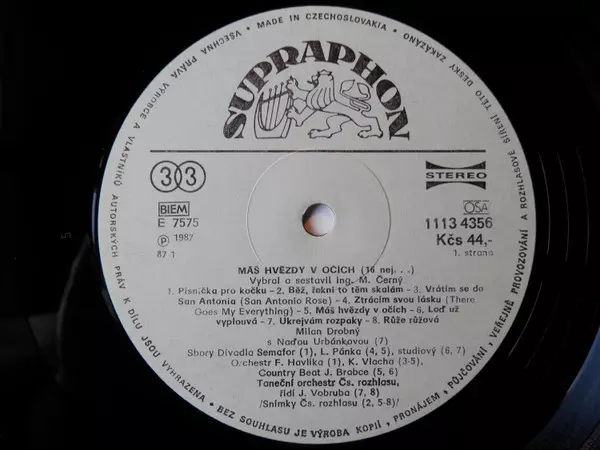 VŠECHNA PRÁVA VÝROBCE A VLASTNÍKŮ AUTORSKÝCH PRÁV K DÍLU JSOU VYHRAZENA • BEZ SOUHLASU JE VÝROBA KOPIÍ, PRONÁJEM, PŮJČOVÁNÍ, VEŘEJNÉ PROVOZOVÁNÍ A ROZHLASOVÉ ŠÍŘENÍ TÉTO DESKY ZAKÁZÁNO • MADE IN CZECHOSLOVAKIA •
SUPRAPHON
33
STEREO
BIEM
OSA
E 7575
1113 4356
Ⓟ 1987
Kčs 44,-
87 1
1. strana
MÁŠ HVĚZDY V OČÍCH (16 nej...)
Vybral a sestavil ing. M. Černý
1. Písnička pro kočku – 2. Běž, řekni to těm skalám – 3. Vrátím se do
San Antonia (San Antonio Rose) – 4. Ztrácím svou lásku (There
Goes My Everything) – 5. Máš hvězdy v očích – 6. Loď už
vyplouvá – 7. Ukrejvám rozpaky – 8. Růže růžová
Milan Drobný
s Naďou Urbánkovou (7)
Sbory Divadla Semafor (1), L. Pánka (4, 5), studiový (6, 7)
Orchestr F. Havlíka (1), K. Vlacha (3-5),
Country Beat J. Brabce (5, 6)
Taneční orchestr Čs. rozhlasu,
řídí J. Vobruba (7, 8)
/Snímky Čs. rozhlasu (2, 5-8)/